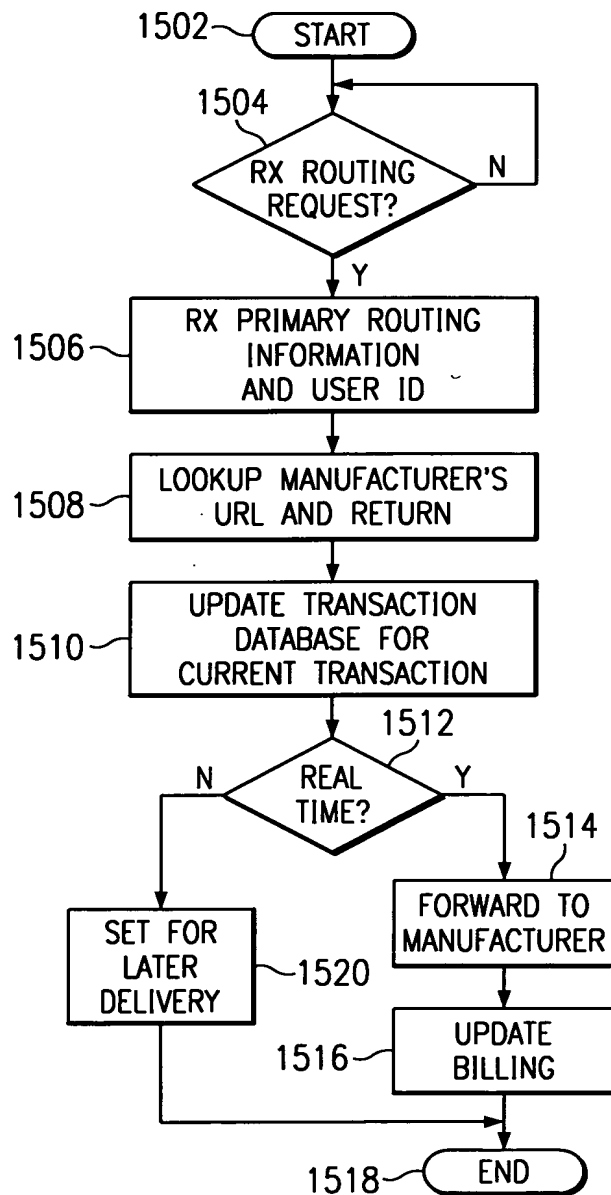 1502
START
1504
RX ROUTING
REQUEST?
N
Y
1506
RX PRIMARY ROUTING
INFORMATION
AND USER ID
1508
LOOKUP MANUFACTURER'S
URL AND RETURN
1510
UPDATE TRANSACTION
DATABASE FOR
CURRENT TRANSACTION
1512
REAL
TIME?
N
Y
1514
FORWARD TO
MANUFACTURER
SET FOR
LATER
DELIVERY
1520
1516
UPDATE
BILLING
1518
END